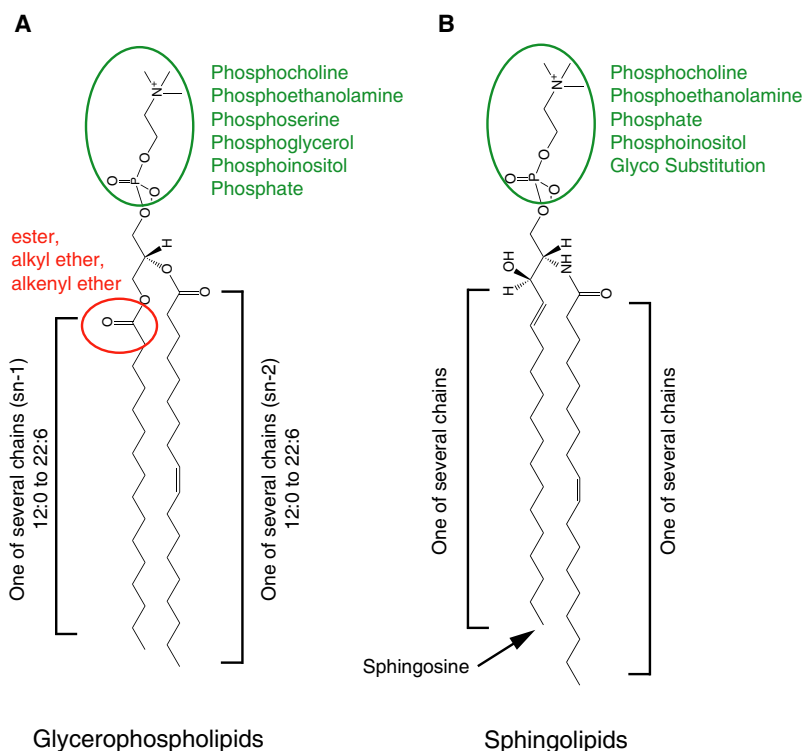 A
Phosphocholine
Phosphoethanolamine
Phosphoserine
Phosphoglycerol
Phosphoinositol
Phosphate
N+
O
O=P
O-
O
H
O
O
O
O
ester,
alkyl ether,
alkenyl ether
One of several chains (sn-1)
12:0 to 22:6
One of several chains (sn-2)
12:0 to 22:6
Glycerophospholipids
B
Phosphocholine
Phosphoethanolamine
Phosphate
Phosphoinositol
Glyco Substitution
N+
O
O=P
O-
O
H
OH
H
NH
O
One of several chains
One of several chains
Sphingosine
Sphingolipids